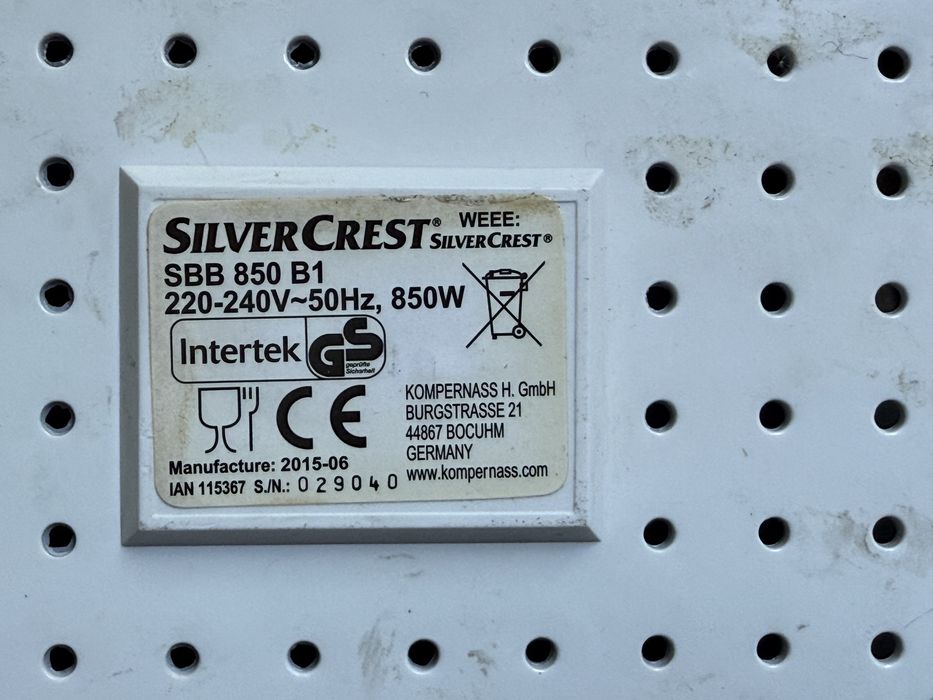 SILVERCREST® WEEE:
SILVERCREST®
SBB 850 B1
220-240V~50Hz, 850W
Intertek GS
geprüfte
Sicherheit
CE
KOMPERNASS H. GmbH
BURGSTRASSE 21
44867 BOCUHM
GERMANY
www.kompernass.com
Manufacture: 2015-06
IAN 115367 S./N.: 029040